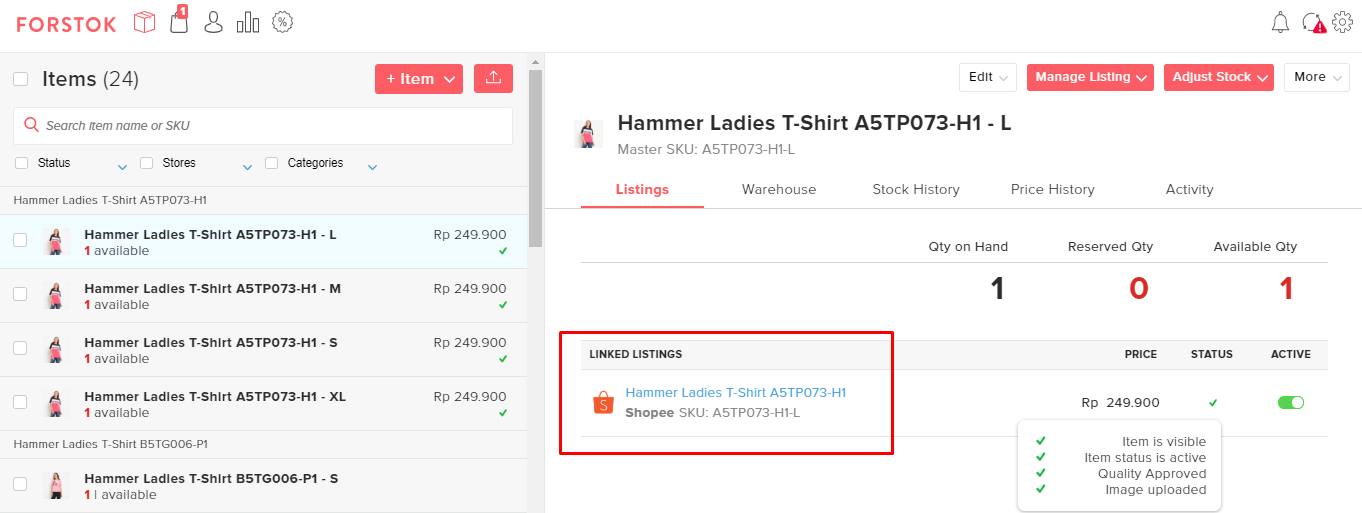 FORSTOK
1
%
Items (24)
+ Item
Search Item name or SKU
Status
Stores
Categories
Hammer Ladies T-Shirt A5TP073-H1
Hammer Ladies T-Shirt A5TP073-H1 - L
Rp 249.900
1 available
Hammer Ladies T-Shirt A5TP073-H1 - M
Rp 249.900
1 available
Hammer Ladies T-Shirt A5TP073-H1 - S
Rp 249.900
1 available
Hammer Ladies T-Shirt A5TP073-H1 - XL
Rp 249.900
1 available
Hammer Ladies T-Shirt B5TG006-P1
Hammer Ladies T-Shirt B5TG006-P1 - S
1 | available
Edit
Manage Listing
Adjust Stock
More
Hammer Ladies T-Shirt A5TP073-H1 - L
Master SKU: A5TP073-H1-L
Listings
Warehouse
Stock History
Price History
Activity
Qty on Hand
Reserved Qty
Available Qty
1
0
1
LINKED LISTINGS
PRICE
STATUS
ACTIVE
S
Hammer Ladies T-Shirt A5TP073-H1
Shopee SKU: A5TP073-H1-L
Rp 249.900
Item is visible
Item status is active
Quality Approved
Image uploaded